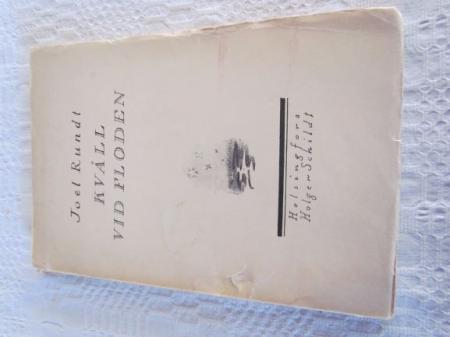 Joel Rundt
KVÄLL
VID FLODEN
Helsingfors
Holger Schildt